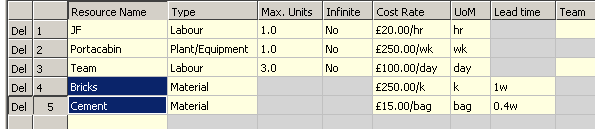 Resource Name Type Max. Units Infinite Cost Rate UoM Lead time Team
Del 1 JF Labour 1.0 No £20.00/hr hr
Del 2 Portacabin Plant/Equipment 1.0 No £250.00/wk wk
Del 3 Team Labour 3.0 No £100.00/day day
Del 4 Bricks Material £250.00/k k 1w
Del 5 Cement Material £15.00/bag bag 0.4w